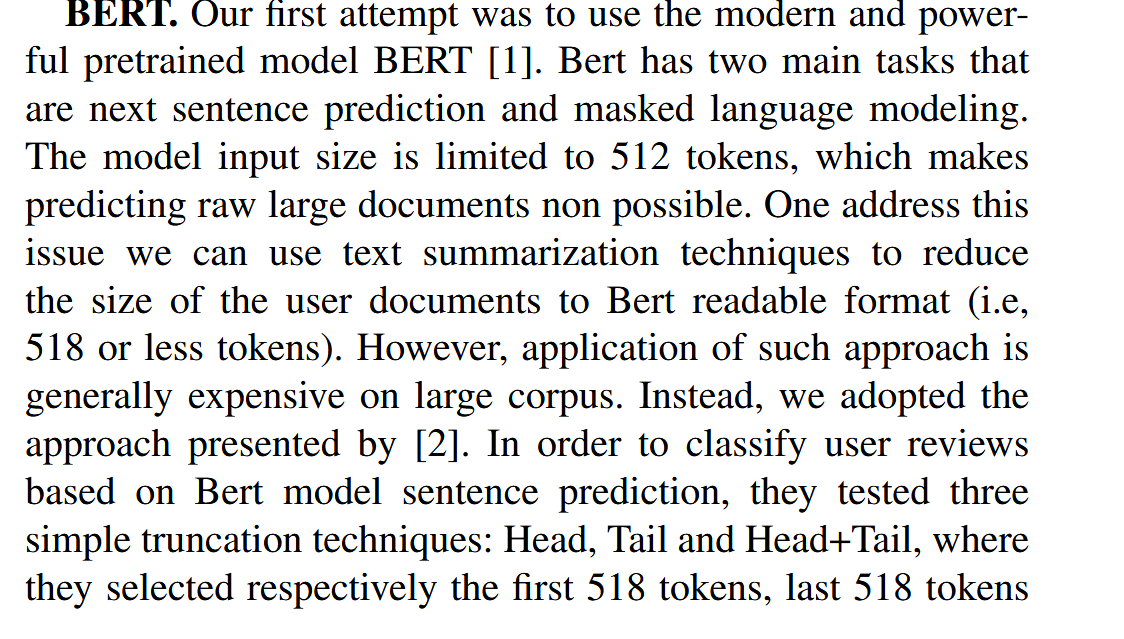 BERT. Our first attempt was to use the modern and power-
ful pretrained model BERT [1]. Bert has two main tasks that
are next sentence prediction and masked language modeling.
The model input size is limited to 512 tokens, which makes
predicting raw large documents non possible. One address this
issue we can use text summarization techniques to reduce
the size of the user documents to Bert readable format (i.e,
518 or less tokens). However, application of such approach is
generally expensive on large corpus. Instead, we adopted the
approach presented by [2]. In order to classify user reviews
based on Bert model sentence prediction, they tested three
simple truncation techniques: Head, Tail and Head+Tail, where
they selected respectively the first 518 tokens, last 518 tokens